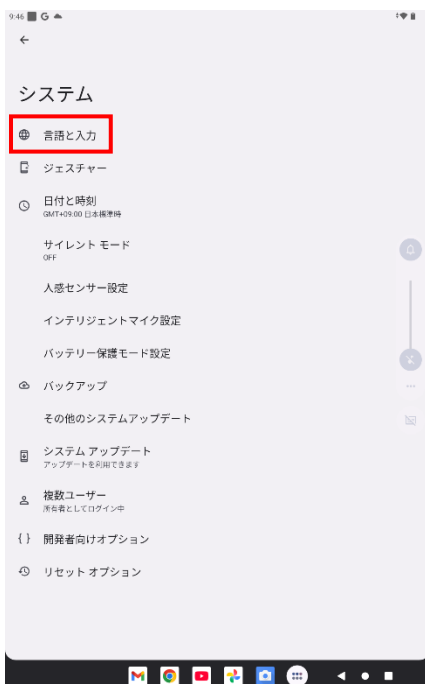 9:46
G
システム
言語と入力
ジェスチャー
日付と時刻
GMT+09:00 日本標準時
サイレント モード
OFF
人感センサー設定
インテリジェントマイク設定
バッテリー保護モード設定
バックアップ
その他のシステムアップデート
システム アップデート
アップデートを利用できます
複数ユーザー
所有者としてログイン中
開発者向けオプション
リセット オプション